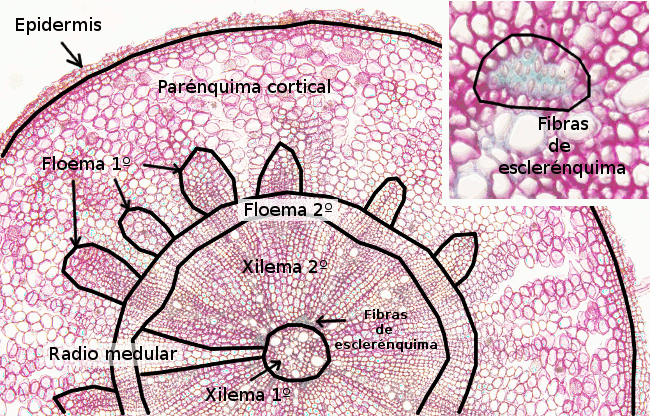 Epidermis
Parénquima cortical
Fibras
de
esclerénquima
Floema 1º
Floema 2º
Xilema 2º
Fibras
de
esclerénquima
Radio medular
Xilema 1º